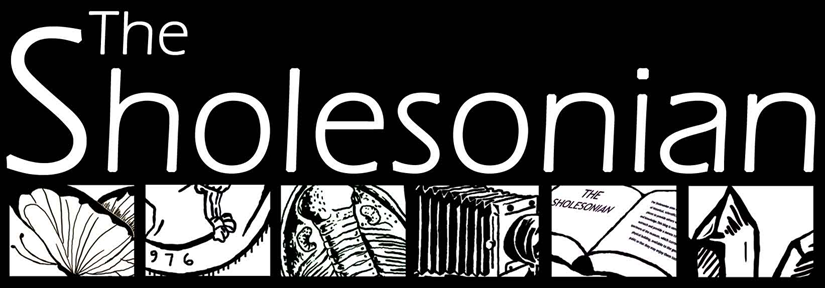 The
Sholesonian
976
THE
SHOLESONIAN